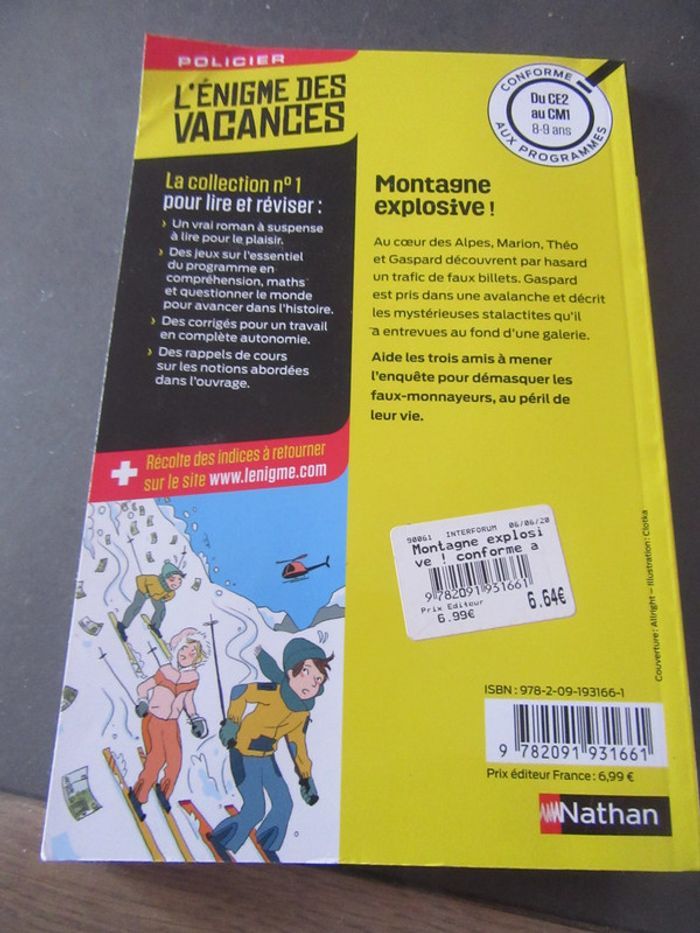 POLICIER
L'ÉNIGME DES
VACANCES
CONFORME
Du CE2
au CM1
8-9 ans
AUX PROGRAMMES
La collection nº 1
pour lire et réviser :
› Un vrai roman à suspense
à lire pour le plaisir.
› Des jeux sur l'essentiel
du programme en
compréhension, maths
et questionner le monde
pour avancer dans l'histoire.
› Des corrigés pour un travail
en complète autonomie.
› Des rappels de cours
sur les notions abordées
dans l'ouvrage.
+ Récolte des indices à retourner
sur le site www.lenigme.com
Montagne
explosive !
Au cœur des Alpes, Marion, Théo
et Gaspard découvrent par hasard
un trafic de faux billets. Gaspard
est pris dans une avalanche et décrit
les mystérieuses stalactites qu'il
a entrevues au fond d'une galerie.
Aide les trois amis à mener
l'enquête pour démasquer les
faux-monnayeurs, au péril de
leur vie.
90061 INTERFORUM 06/06/20
Montagne explosi
ve ! conforme a
9 782091 931661
Prix Editeur
6.99€
6.64€
Couverture : Allright – Illustration : Clotka
ISBN : 978-2-09-193166-1
9 782091 931661
Prix éditeur France : 6,99 €
Nathan